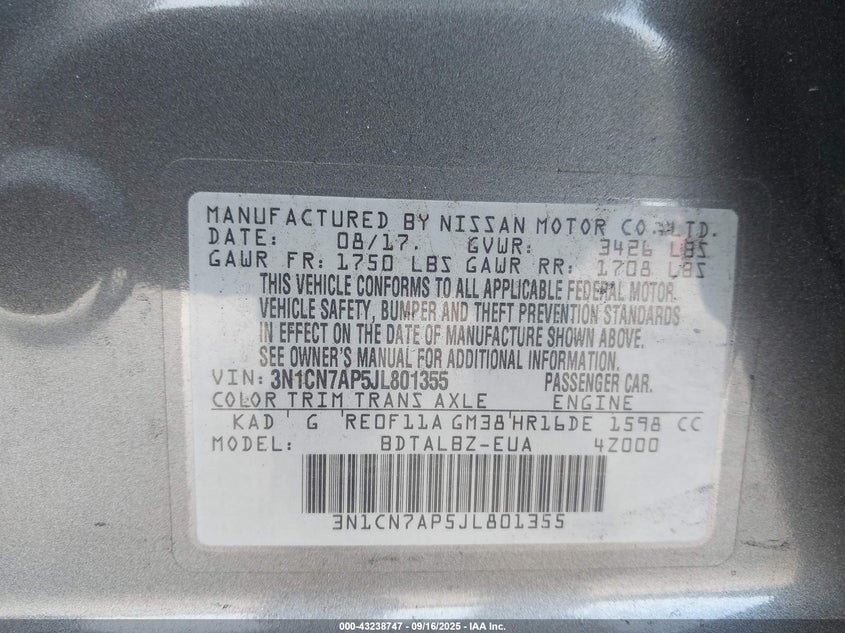 MANUFACTURED BY NISSAN MOTOR CO., LTD.
DATE: 08/17. GVWR: 3426 LBS
GAWR FR: 1750 LBS GAWR RR: 1708 LBS
THIS VEHICLE CONFORMS TO ALL APPLICABLE FEDERAL MOTOR
VEHICLE SAFETY, BUMPER AND THEFT PREVENTION STANDARDS
IN EFFECT ON THE DATE OF MANUFACTURE SHOWN ABOVE.
SEE OWNER'S MANUAL FOR ADDITIONAL INFORMATION.
VIN: 3N1CN7AP5JL801355 PASSENGER CAR.
COLOR TRIM TRANS AXLE ENGINE
KAD G RE0F11A GM38 HR16DE 1598 CC
MODEL: BDTALBZ-EUA 4Z000
3N1CN7AP5JL801355
000-43238747 - 09/16/2025 - IAA Inc.